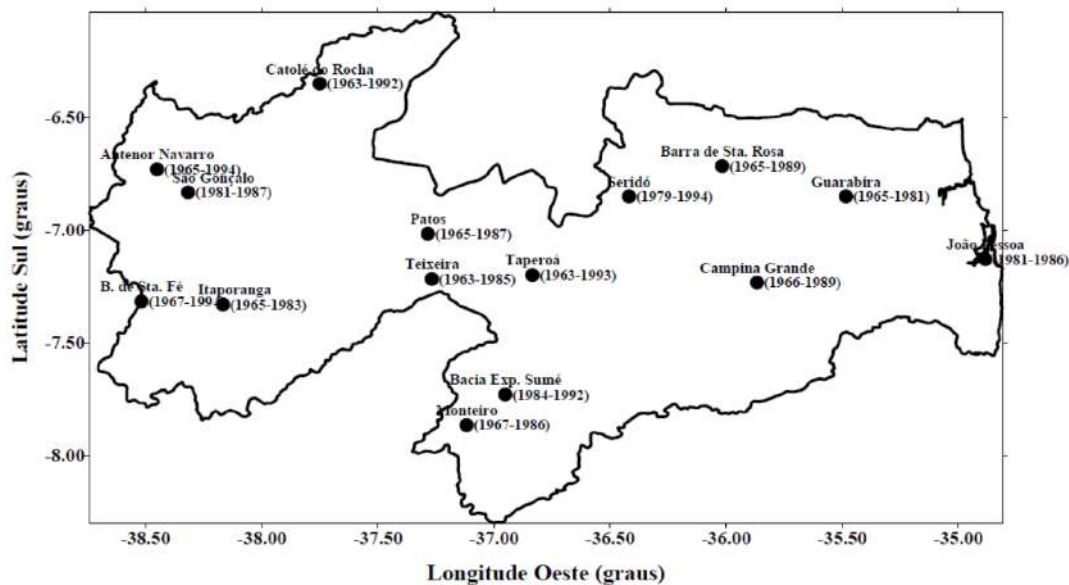 Catolé do Rocha
(1963-1992)
-6.50
Antenor Navarro
(1965-1994)
São Gonçalo
(1981-1987)
Barra de Sta. Rosa
(1965-1989)
Seridó
(1979-1994)
Guarabira
(1965-1981)
-7.00
Patos
(1965-1987)
João Pessoa
(1981-1986)
Teixeira
(1963-1985)
Taperoá
(1963-1993)
Campina Grande
(1966-1989)
B. de Sta. Fé
(1967-1994
Itaporanga
(1965-1983)
-7.50
Bacia Exp. Sumé
(1984-1992)
Monteiro
(1967-1986)
-8.00
Latitude Sul (graus)
-38.50 -38.00 -37.50 -37.00 -36.50 -36.00 -35.50 -35.00
Longitude Oeste (graus)